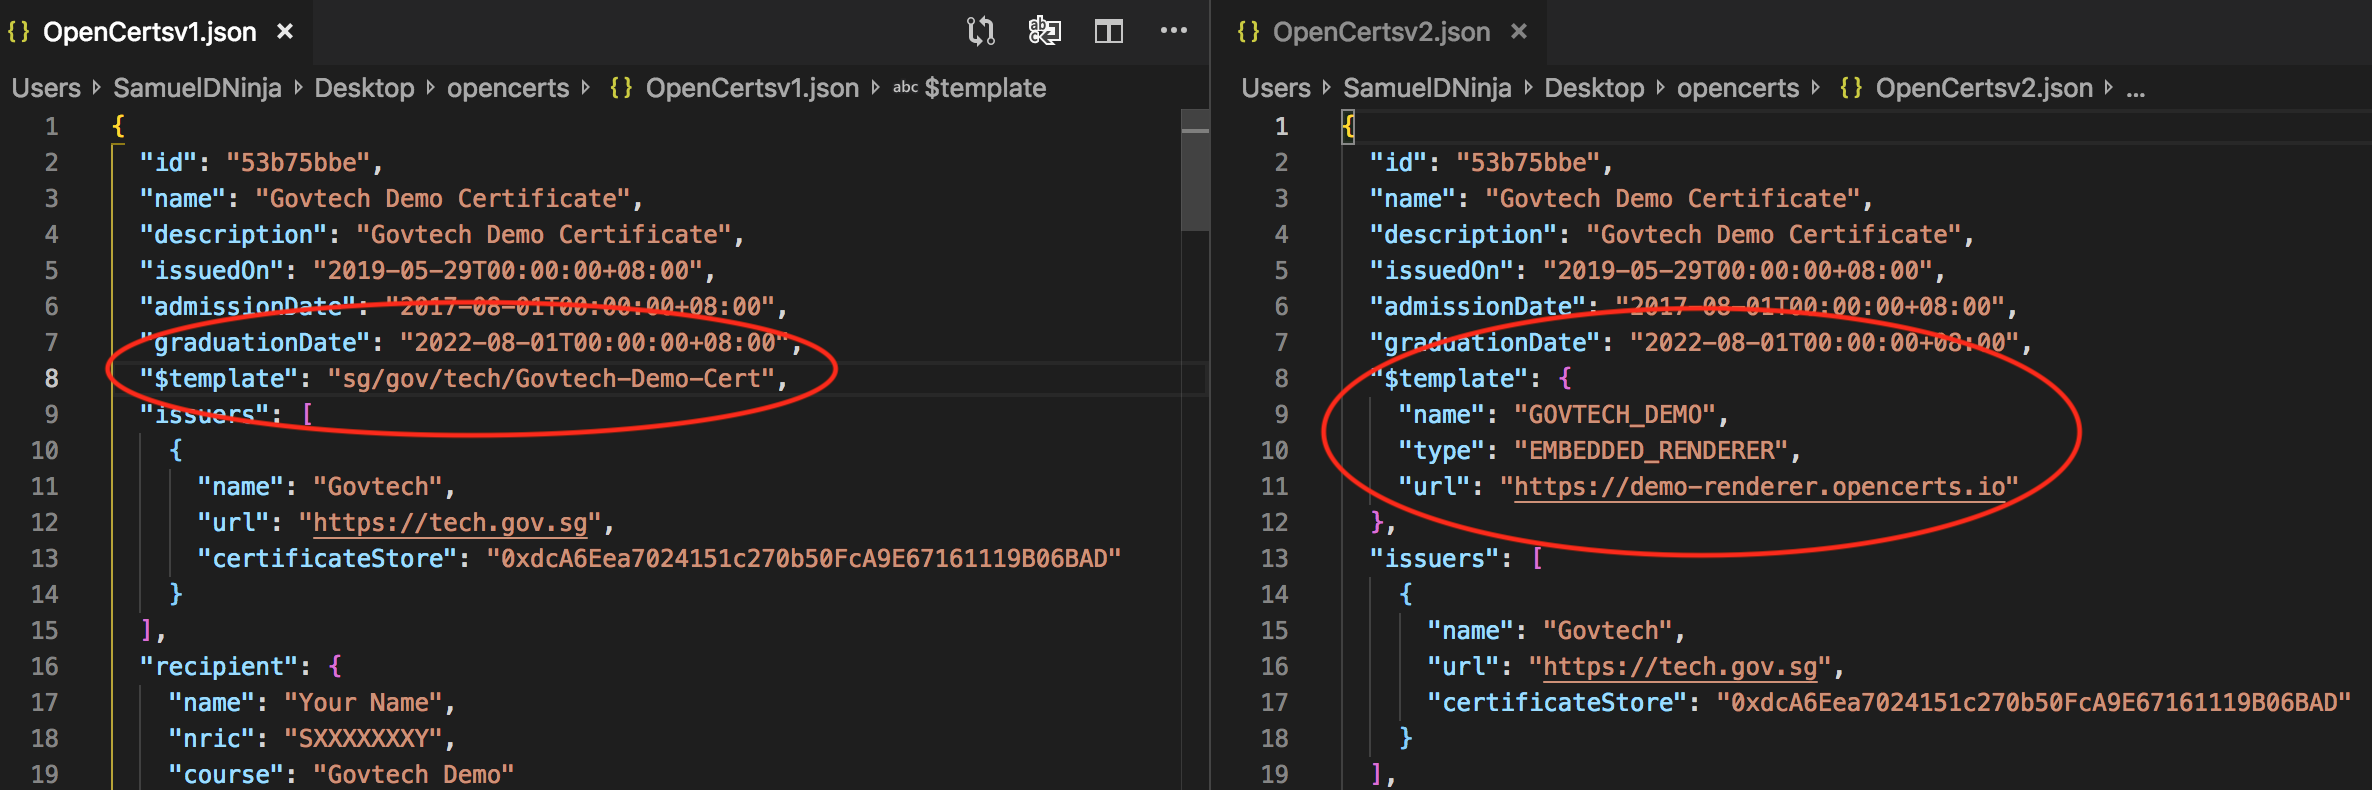 OpenCertsv1.json
Users SamuelDNinja Desktop opencerts {} OpenCertsv1.json abc $template
1 {
2 "id": "53b75bbe",
3 "name": "Govtech Demo Certificate",
4 "description": "Govtech Demo Certificate",
5 "issuedOn": "2019-05-29T00:00:00+08:00",
6 "admissionDate": "2017-08-01T00:00:00+08:00",
7 "graduationDate": "2022-08-01T00:00:00+08:00",
8 "$template": "sg/gov/tech/Govtech-Demo-Cert",
9 "issuers": [
10 {
11 "name": "Govtech",
12 "url": "https://tech.gov.sg",
13 "certificateStore": "0xdcA6Eea7024151c270b50FcA9E67161119B06BAD"
14 }
15 ],
16 "recipient": {
17 "name": "Your Name",
18 "nric": "SXXXXXXXY",
19 "course": "Govtech Demo"
OpenCertsv2.json
Users SamuelDNinja Desktop opencerts {} OpenCertsv2.json ...
1 {
2 "id": "53b75bbe",
3 "name": "Govtech Demo Certificate",
4 "description": "Govtech Demo Certificate",
5 "issuedOn": "2019-05-29T00:00:00+08:00",
6 "admissionDate": "2017-08-01T00:00:00+08:00",
7 "graduationDate": "2022-08-01T00:00:00+08:00",
8 "$template": {
9 "name": "GOVTECH_DEMO",
10 "type": "EMBEDDED_RENDERER",
11 "url": "https://demo-renderer.opencerts.io"
12 },
13 "issuers": [
14 {
15 "name": "Govtech",
16 "url": "https://tech.gov.sg",
17 "certificateStore": "0xdcA6Eea7024151c270b50FcA9E67161119B06BAD"
18 }
19 ],